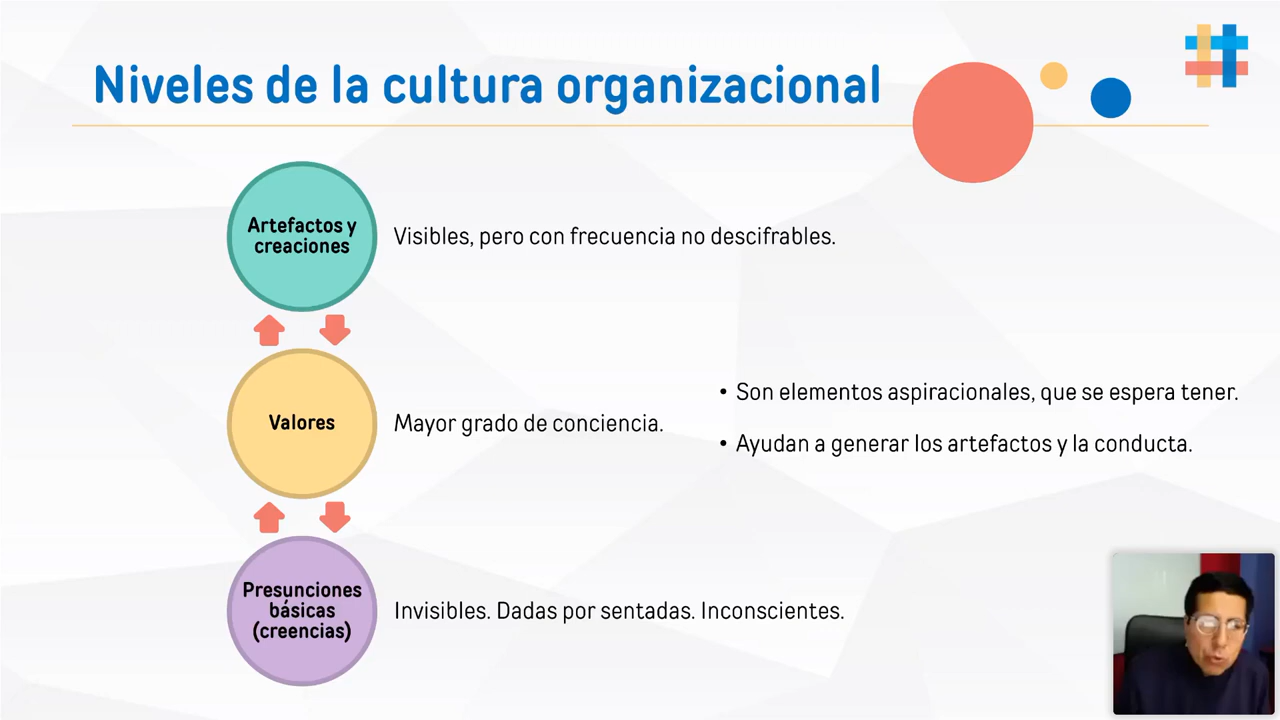 Niveles de la cultura organizacional
Artefactos y
creaciones
Visibles, pero con frecuencia no descifrables.
Valores
Mayor grado de conciencia.
• Son elementos aspiracionales, que se espera tener.
• Ayudan a generar los artefactos y la conducta.
Presunciones
básicas
(creencias)
Invisibles. Dadas por sentadas. Inconscientes.